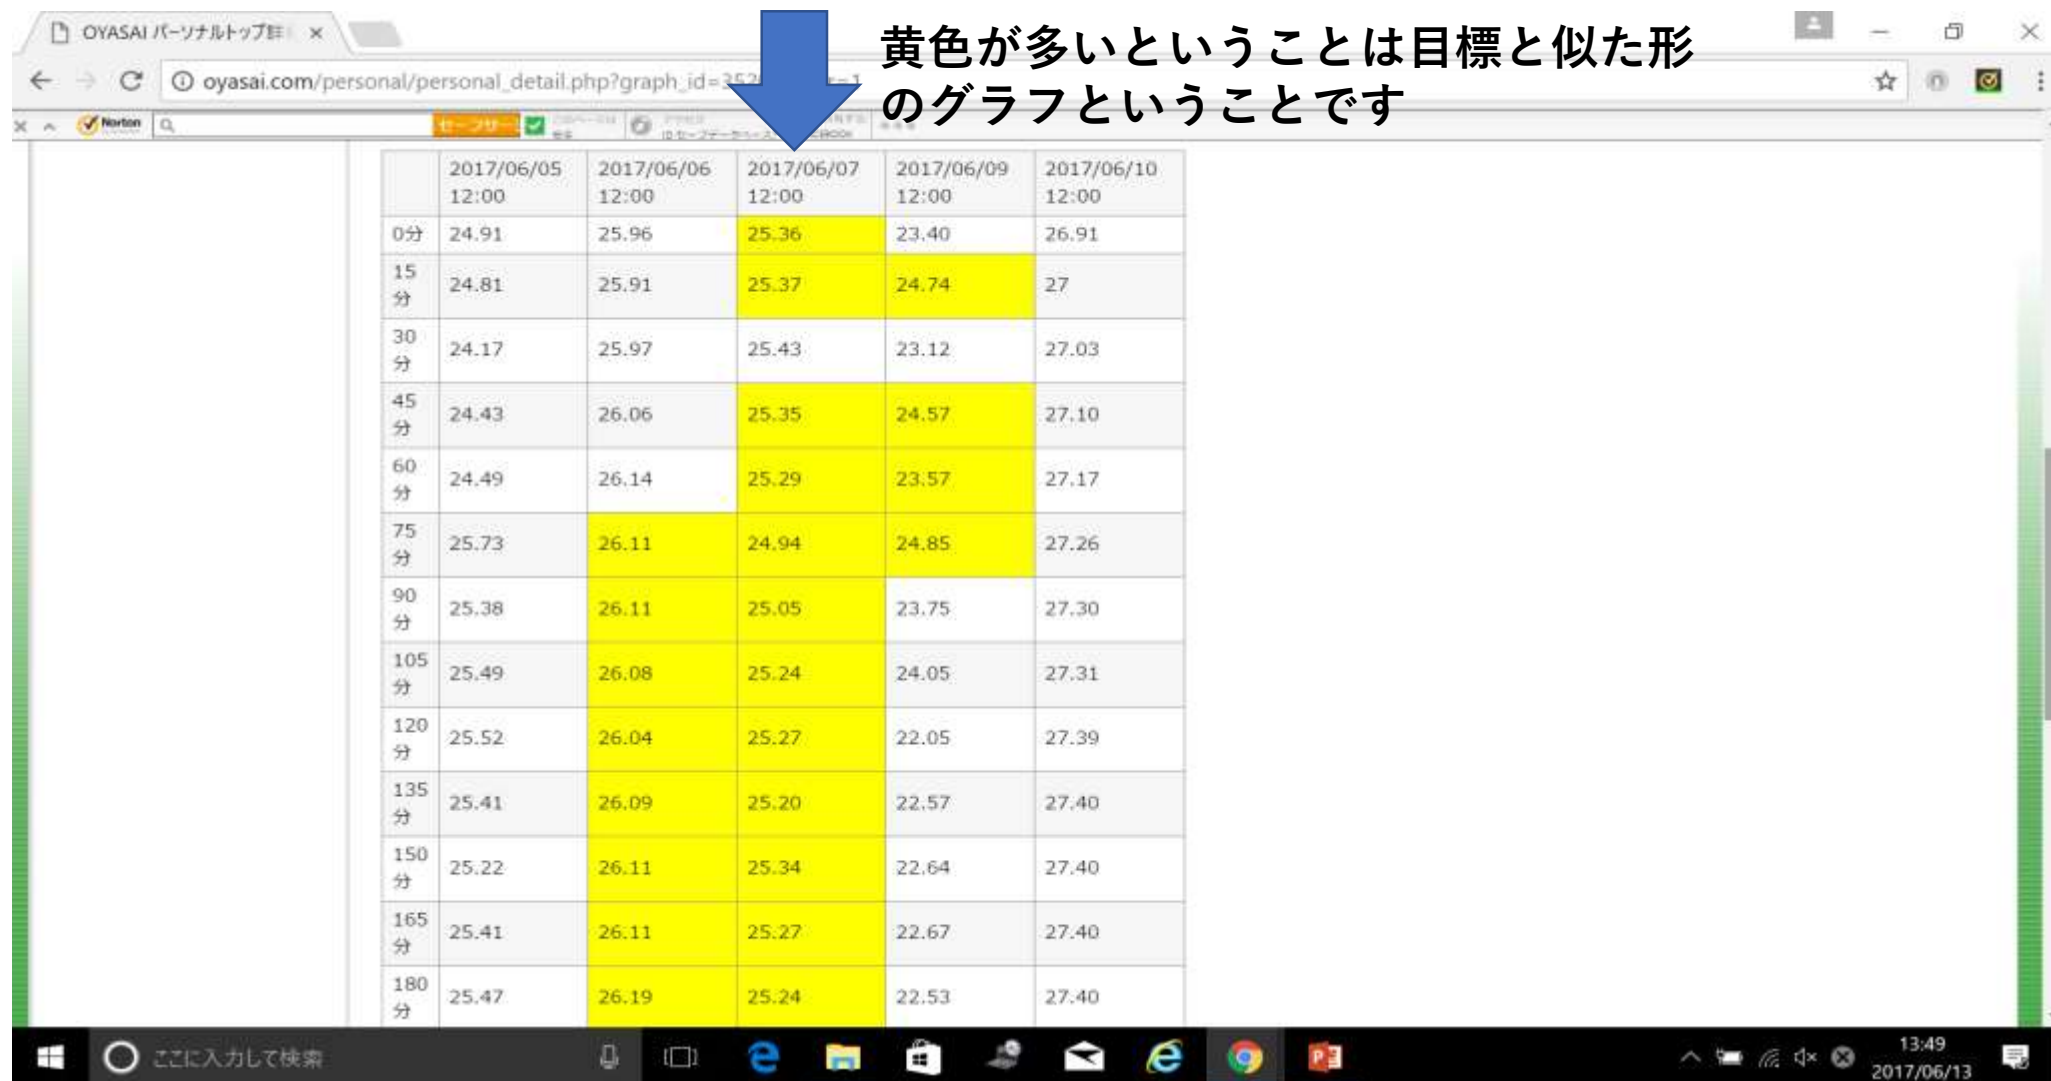 OYASAI パーソナルトップ
黄色が多いということは目標と似た形
のグラフということです
oyasai.com/personal/personal_detail.php?graph_id=352
Norton
セーフサー
2017/06/05 12:00 2017/06/06 12:00 2017/06/07 12:00 2017/06/09 12:00 2017/06/10 12:00
0分 24.91 25.96 25.36 23.40 26.91
15分 24.81 25.91 25.37 24.74 27
30分 24.17 25.97 25.43 23.12 27.03
45分 24.43 26.06 25.35 24.57 27.10
60分 24.49 26.14 25.29 23.57 27.17
75分 25.73 26.11 24.94 24.85 27.26
90分 25.38 26.11 25.05 23.75 27.30
105分 25.49 26.08 25.24 24.05 27.31
120分 25.52 26.04 25.27 22.05 27.39
135分 25.41 26.09 25.20 22.57 27.40
150分 25.22 26.11 25.34 22.64 27.40
165分 25.41 26.11 25.27 22.67 27.40
180分 25.47 26.19 25.24 22.53 27.40
ここに入力して検索
13:49
2017/06/13